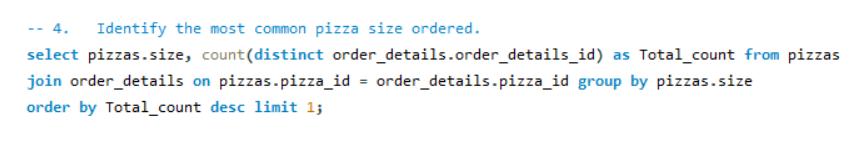 -- 4.   Identify the most common pizza size ordered.
select pizzas.size, count(distinct order_details.order_details_id) as Total_count from pizzas
join order_details on pizzas.pizza_id = order_details.pizza_id group by pizzas.size
order by Total_count desc limit 1;